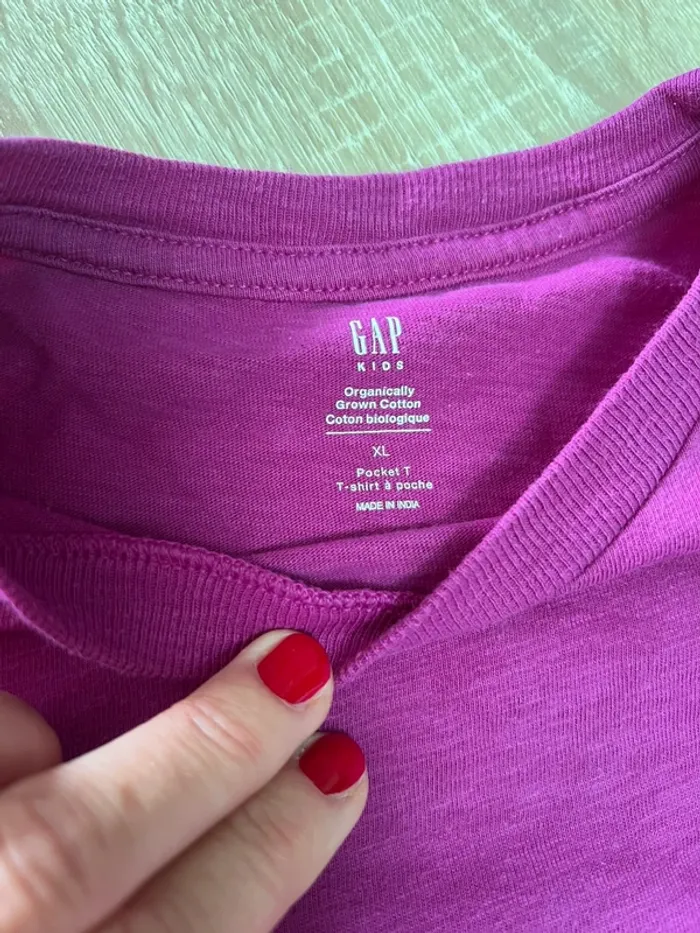 GAP
KIDS
Organically
Grown Cotton
Coton biologique
XL
Pocket T
T-shirt à poche
MADE IN INDIA